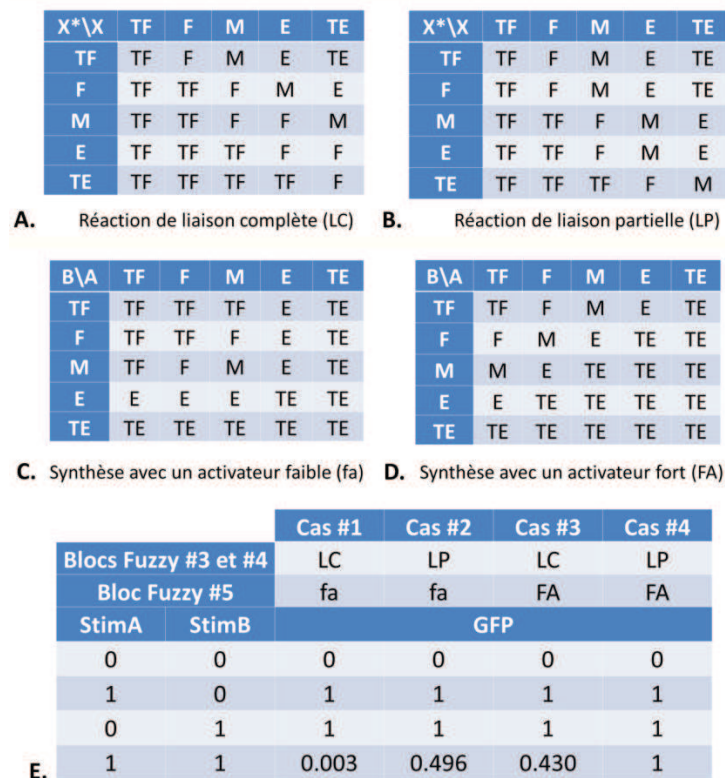 X*\X TF F M E TE
TF TF F M E TE
F TF TF F M E
M TF TF F F M
E TF TF TF F F
TE TF TF TF TF F
A. Réaction de liaison complète (LC)
X*\X TF F M E TE
TF TF F M E TE
F TF F M E TE
M TF TF F M E
E TF TF F M E
TE TF TF TF F M
B. Réaction de liaison partielle (LP)
B\A TF F M E TE
TF TF TF TF E TE
F TF TF F E TE
M TF F M E TE
E E E E TE TE
TE TE TE TE TE TE
C. Synthèse avec un activateur faible (fa)
B\A TF F M E TE
TF TF F M E TE
F F M E TE TE
M M E TE TE TE
E E TE TE TE TE
TE TE TE TE TE TE
D. Synthèse avec un activateur fort (FA)
Cas #1 Cas #2 Cas #3 Cas #4
Blocs Fuzzy #3 et #4 LC LP LC LP
Bloc Fuzzy #5 fa fa FA FA
StimA StimB GFP
0 0 0 0 0 0
1 0 1 1 1 1
0 1 1 1 1 1
1 1 0.003 0.496 0.430 1
E.